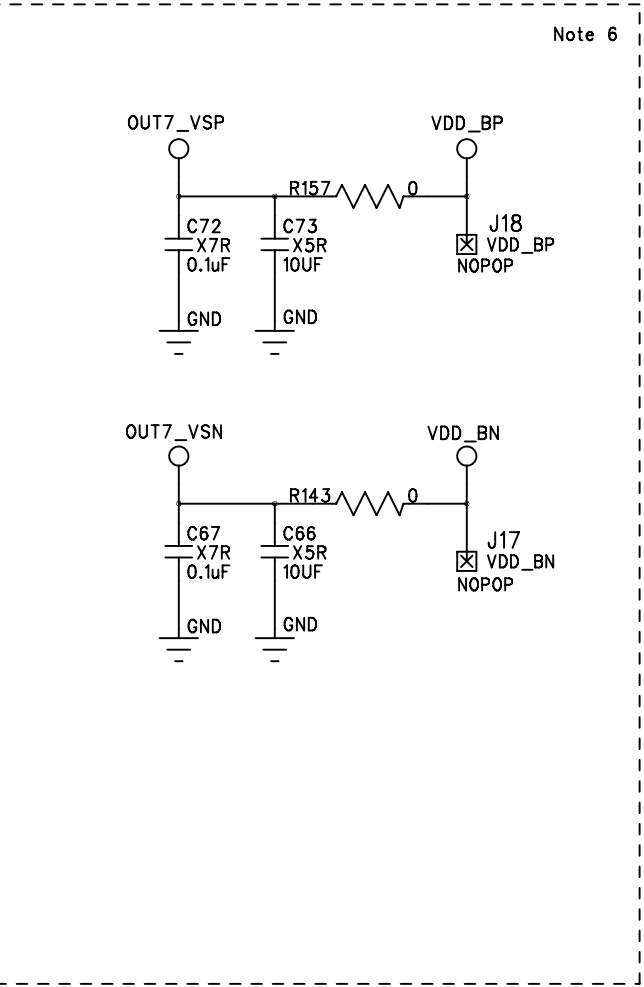 Note 6
OUT7_VSP
VDD_BP
R157
0
C72
X7R
0.1uF
C73
X5R
10UF
J18
VDD_BP
NOPOP
GND
GND
OUT7_VSN
VDD_BN
R143
0
C67
X7R
0.1uF
C66
X5R
10UF
J17
VDD_BN
NOPOP
GND
GND